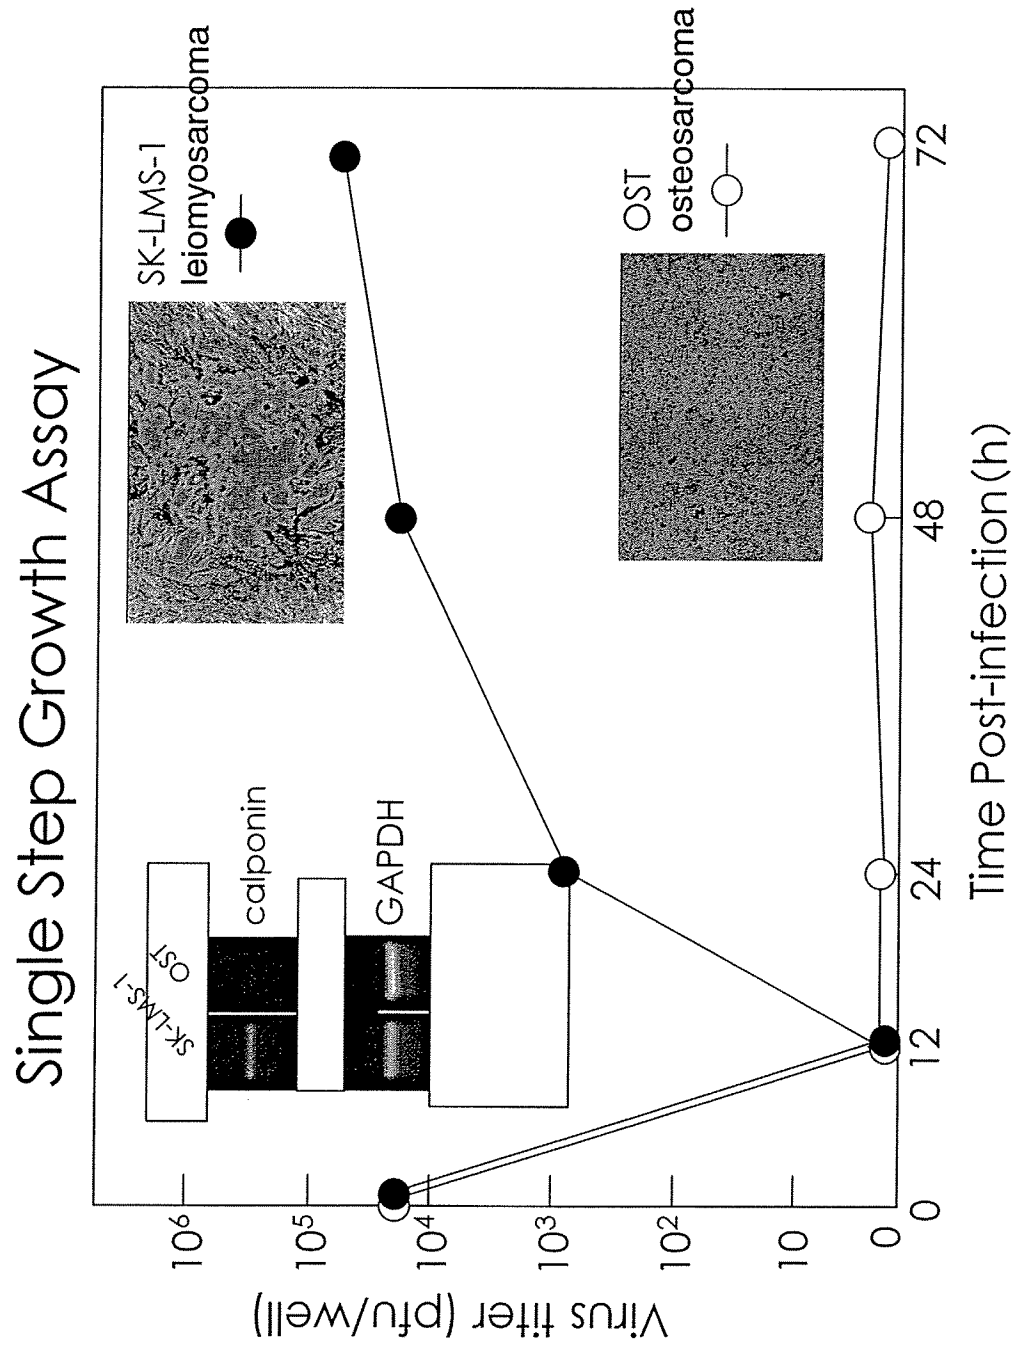 Single Step Growth Assay
SK-LMS-1
leiomyosarcoma
SK-LMS-1
OST
calponin
GAPDH
OST
osteosarcoma
Virus titer (pfu/well)
10⁶
10⁵
10⁴
10³
10²
10
0
0
12
24
48
72
Time Post-infection(h)